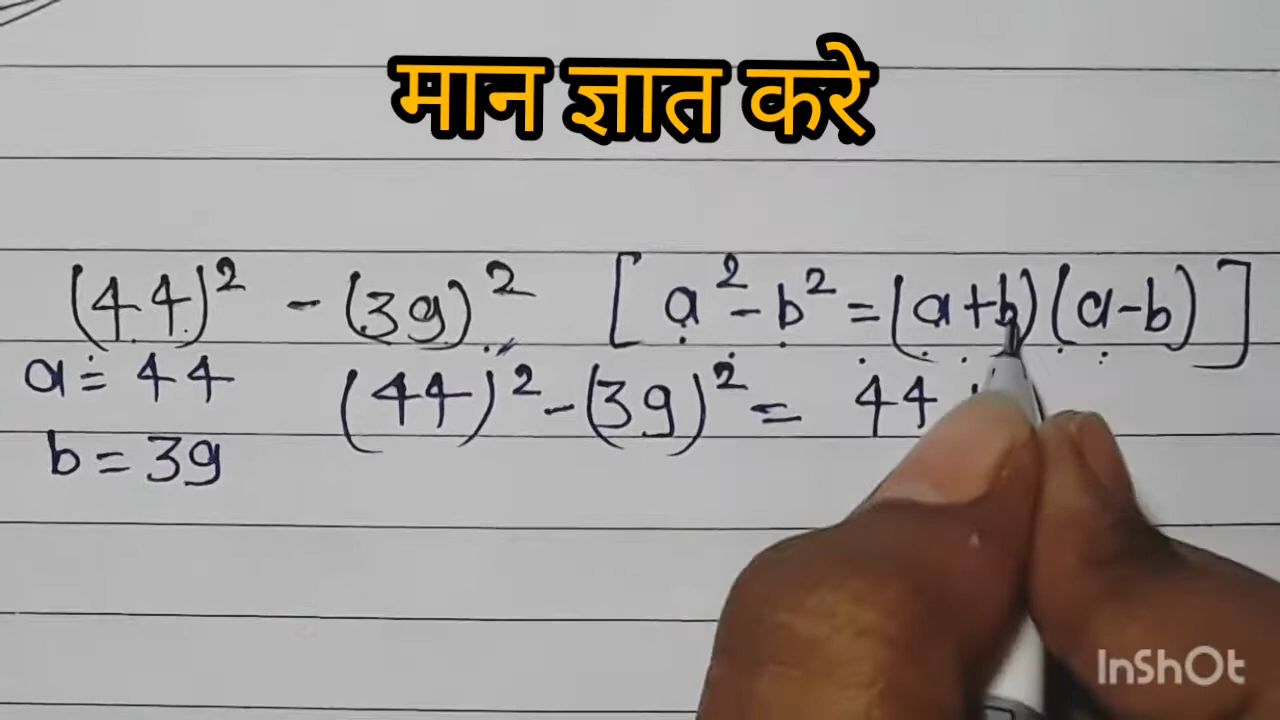 मान ज्ञात करे
(44)² - (39)² [a² - b² = (a+b)(a-b)]
a = 44 (44)² - (39)² = 44
b = 39
InShOt